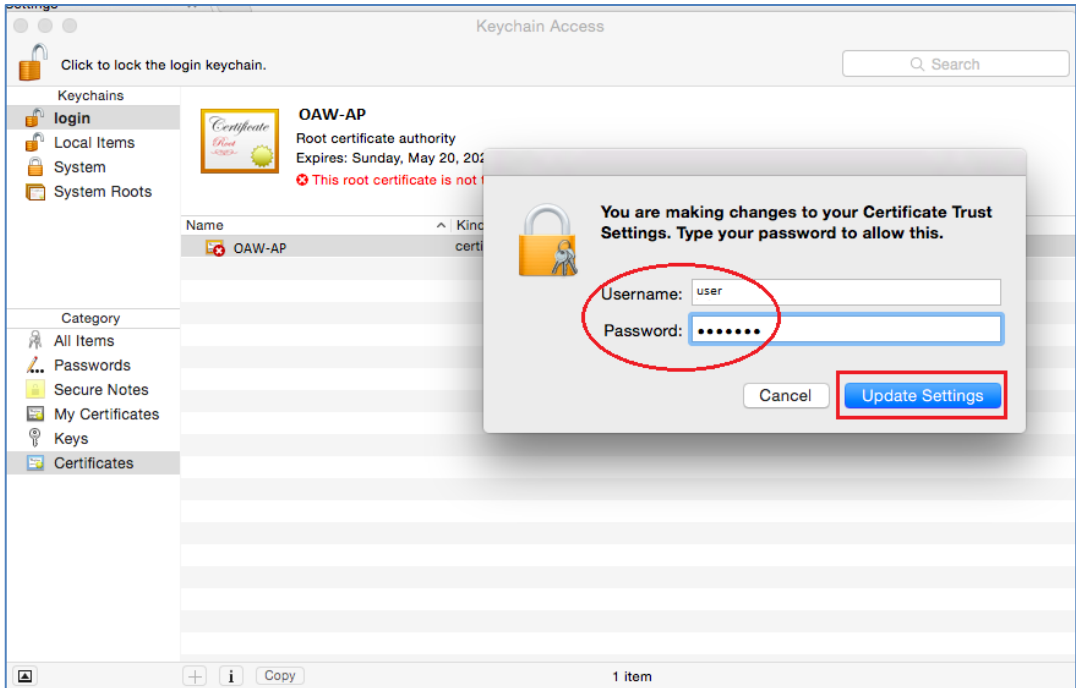 Keychain Access
Click to lock the login keychain.
Search
Keychains
login
Local Items
System
System Roots
Certificate
Root
OAW-AP
Root certificate authority
Expires: Sunday, May 20, 202
This root certificate is not
Name
Kind
OAW-AP
certi
You are making changes to your Certificate Trust
Settings. Type your password to allow this.
Username: user
Password: •••••••
Cancel Update Settings
Category
All Items
Passwords
Secure Notes
My Certificates
Keys
Certificates
+ i Copy 1 item